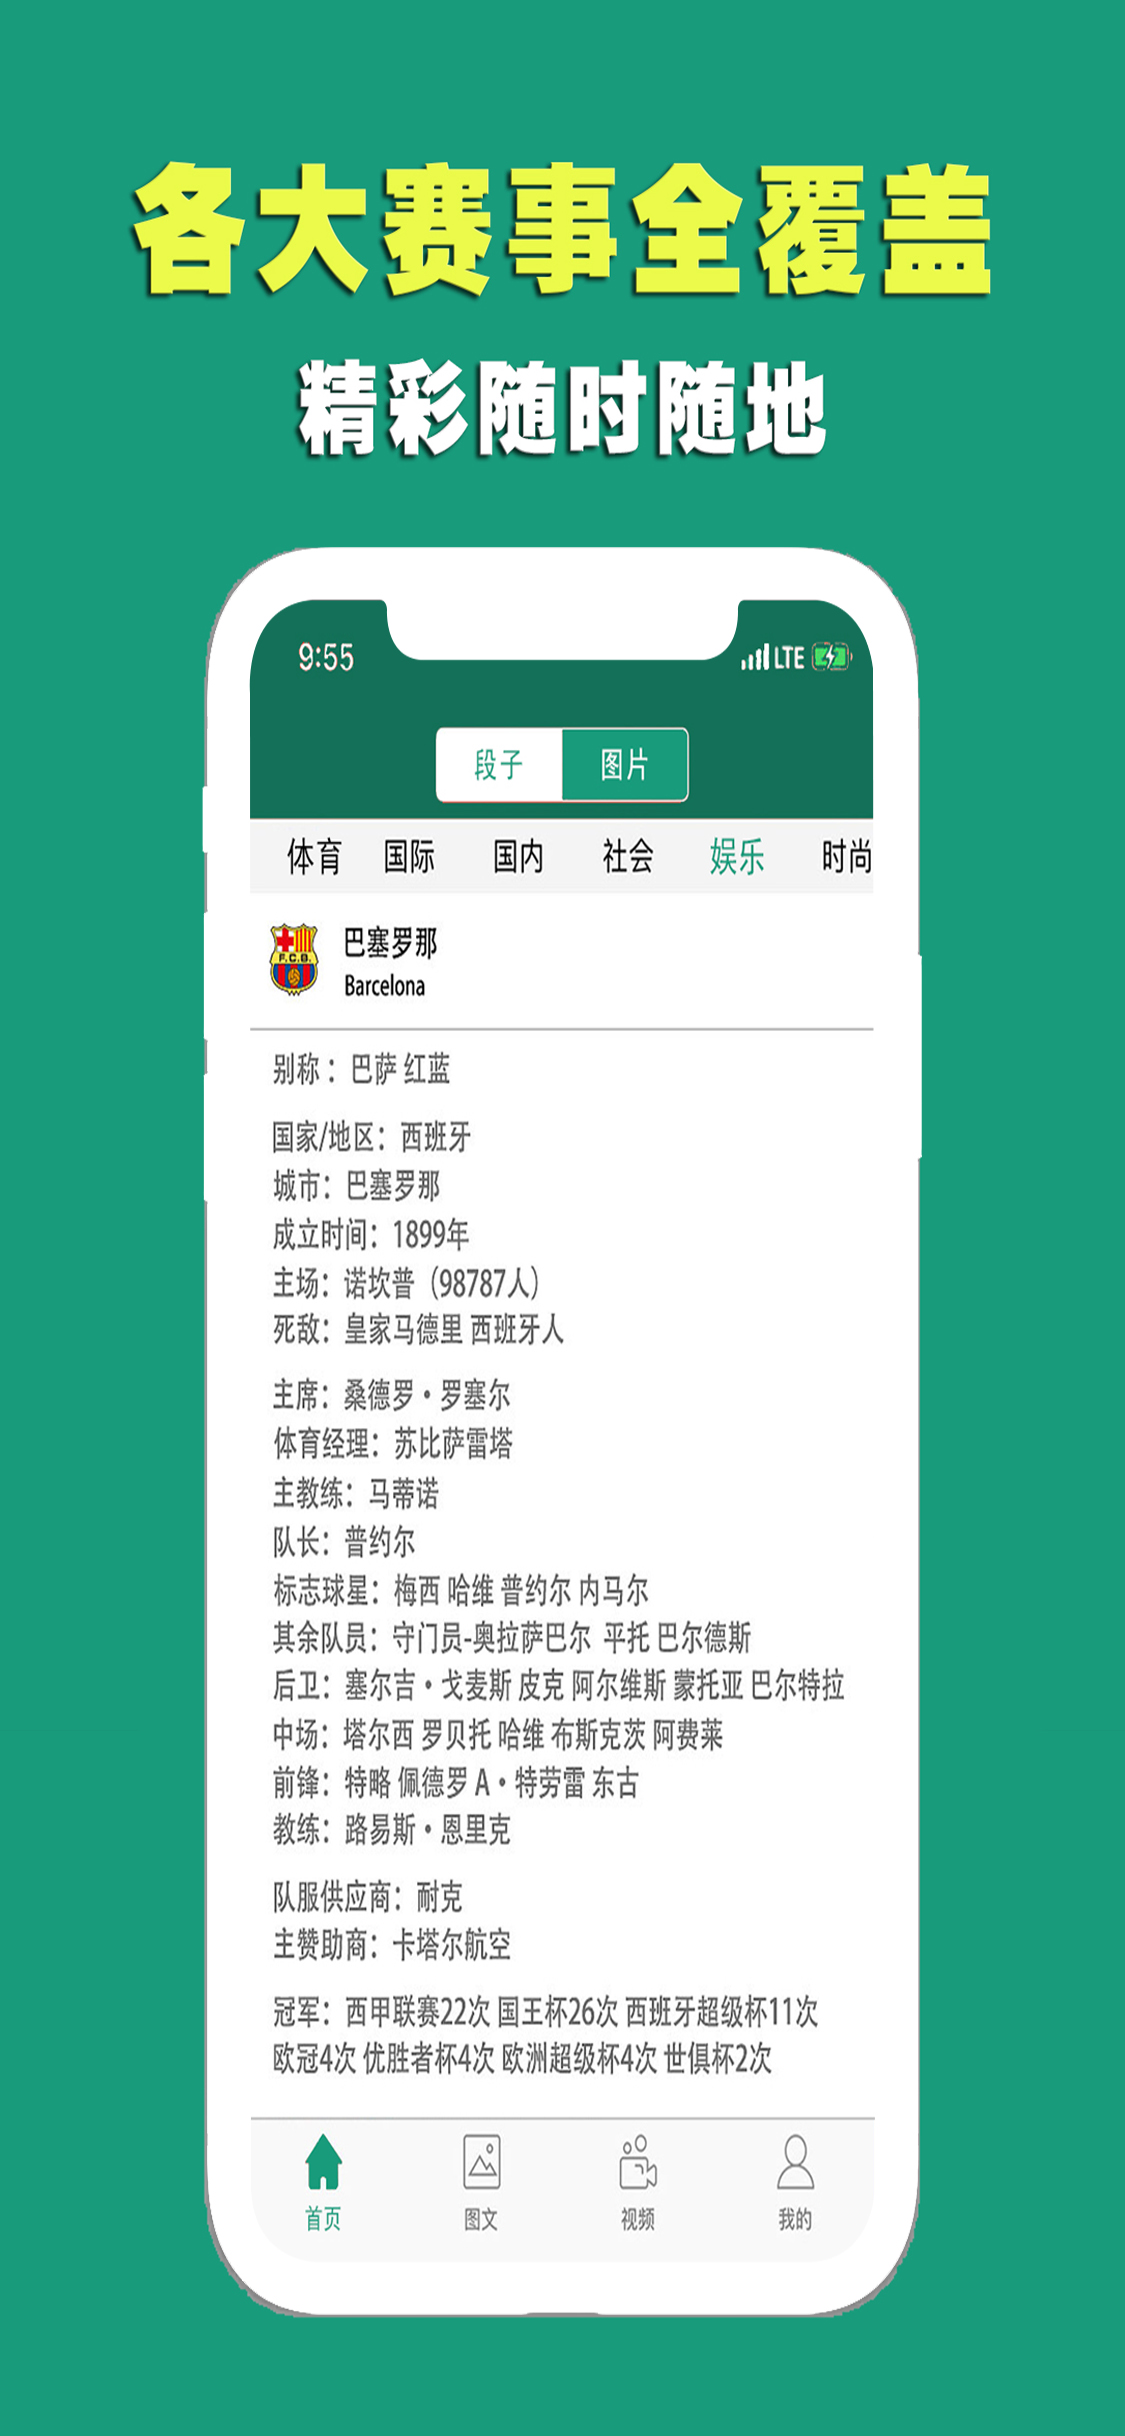 各大赛事全覆盖
精彩随时随地
9:55 LTE
段子 图片
体育 国际 国内 社会 娱乐 时尚
F.C.B.
巴塞罗那
Barcelona
别称：巴萨 红蓝
国家/地区：西班牙
城市：巴塞罗那
成立时间：1899年
主场：诺坎普（98787人）
死敌：皇家马德里 西班牙人
主席：桑德罗·罗塞尔
体育经理：苏比萨雷塔
主教练：马蒂诺
队长：普约尔
标志球星：梅西 哈维 普约尔 内马尔
其余队员：守门员-奥拉萨巴尔 平托 巴尔德斯
后卫：塞尔吉·戈麦斯 皮克 阿尔维斯 蒙托亚 巴尔特拉
中场：塔尔西 罗贝托 哈维 布斯克茨 阿费莱
前锋：特略 佩德罗 A·特劳雷 东古
教练：路易斯·恩里克
队服供应商：耐克
主赞助商：卡塔尔航空
冠军：西甲联赛22次 国王杯26次 西班牙超级杯11次
欧冠4次 优胜者杯4次 欧洲超级杯4次 世俱杯2次
首页 图文 视频 我的